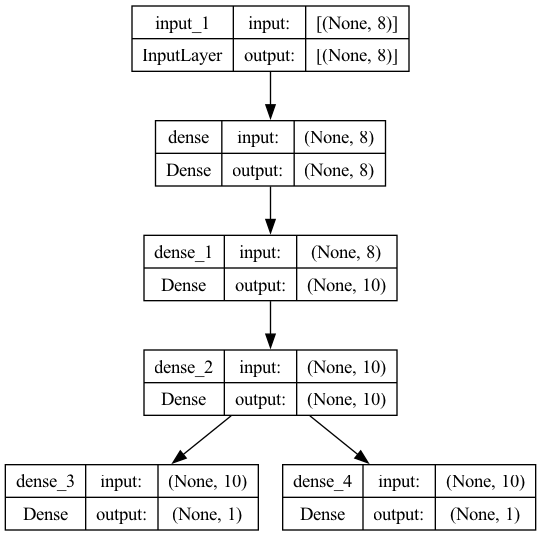 input_1 input: [(None, 8)]
InputLayer output: [(None, 8)]
dense input: (None, 8)
Dense output: (None, 8)
dense_1 input: (None, 8)
Dense output: (None, 10)
dense_2 input: (None, 10)
Dense output: (None, 10)
dense_3 input: (None, 10)
Dense output: (None, 1)
dense_4 input: (None, 10)
Dense output: (None, 1)